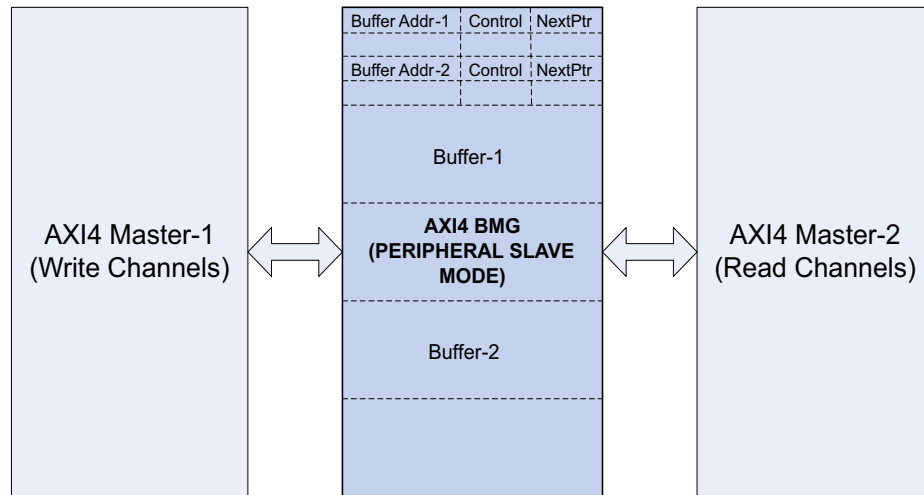 Buffer Addr-1 Control NextPtr
Buffer Addr-2 Control NextPtr
Buffer-1
AXI4 Master-1
(Write Channels)
AXI4 BMG
(PERIPHERAL SLAVE
MODE)
AXI4 Master-2
(Read Channels)
Buffer-2